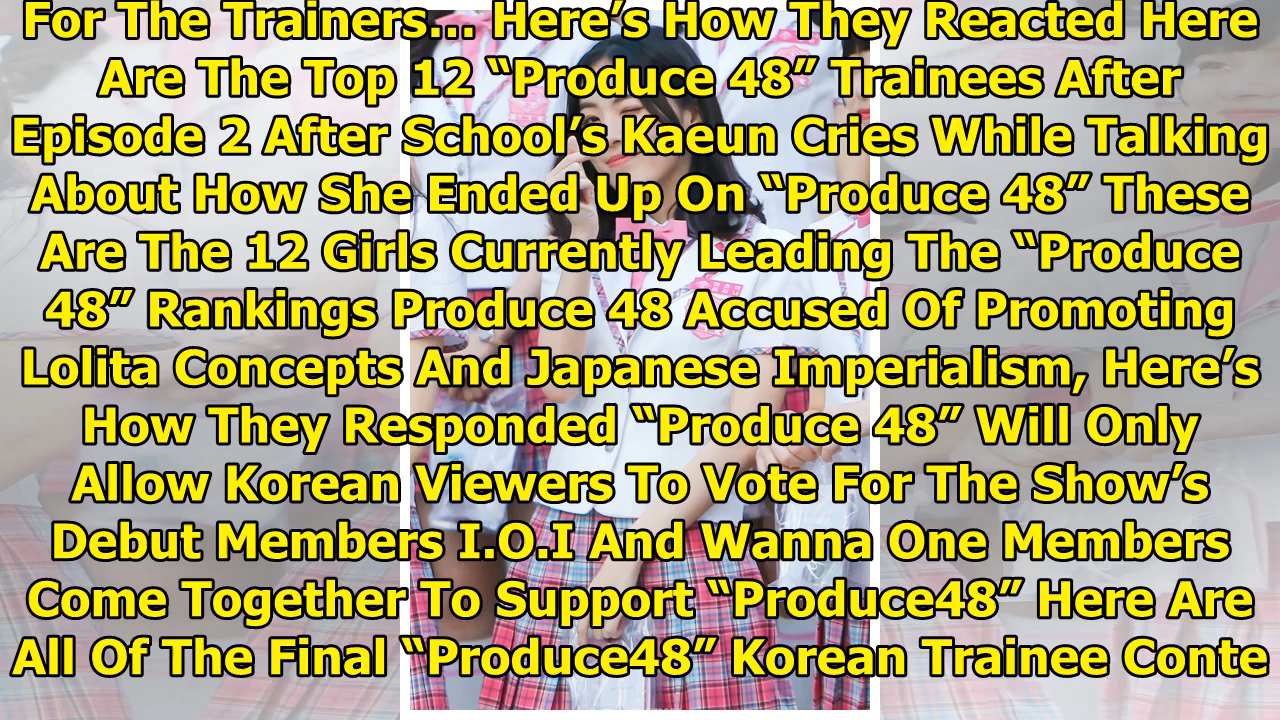 For The Trainers… Here’s How They Reacted Here
Are The Top 12 “Produce 48” Trainees After
Episode 2 After School’s Kaeun Cries While Talking
About How She Ended Up On “Produce 48” These
Are The 12 Girls Currently Leading The “Produce
48” Rankings Produce 48 Accused Of Promoting
Lolita Concepts And Japanese Imperialism, Here’s
How They Responded “Produce 48” Will Only
Allow Korean Viewers To Vote For The Show’s
Debut Members I.O.I And Wanna One Members
Come Together To Support “Produce48” Here Are
All Of The Final “Produce48” Korean Trainee Conte